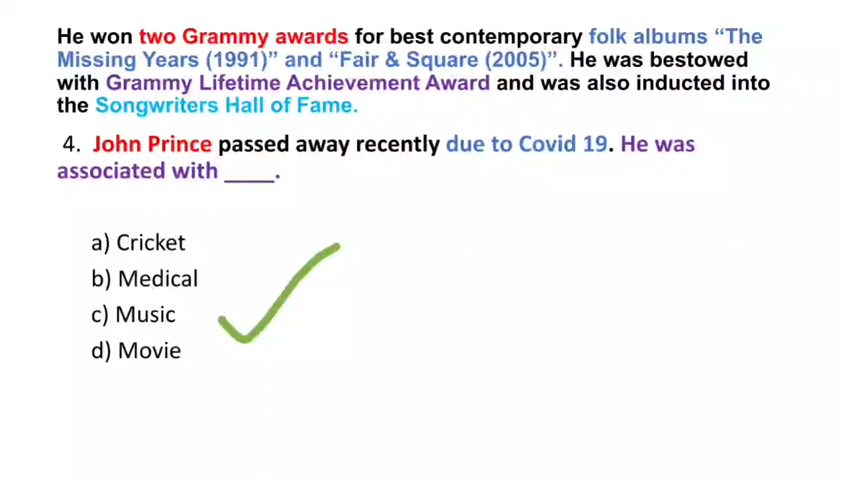 He won two Grammy awards for best contemporary folk albums “The
Missing Years (1991)” and “Fair & Square (2005)”. He was bestowed
with Grammy Lifetime Achievement Award and was also inducted into
the Songwriters Hall of Fame.
4. John Prince passed away recently due to Covid 19. He was
associated with ____.
a) Cricket
b) Medical
c) Music
d) Movie